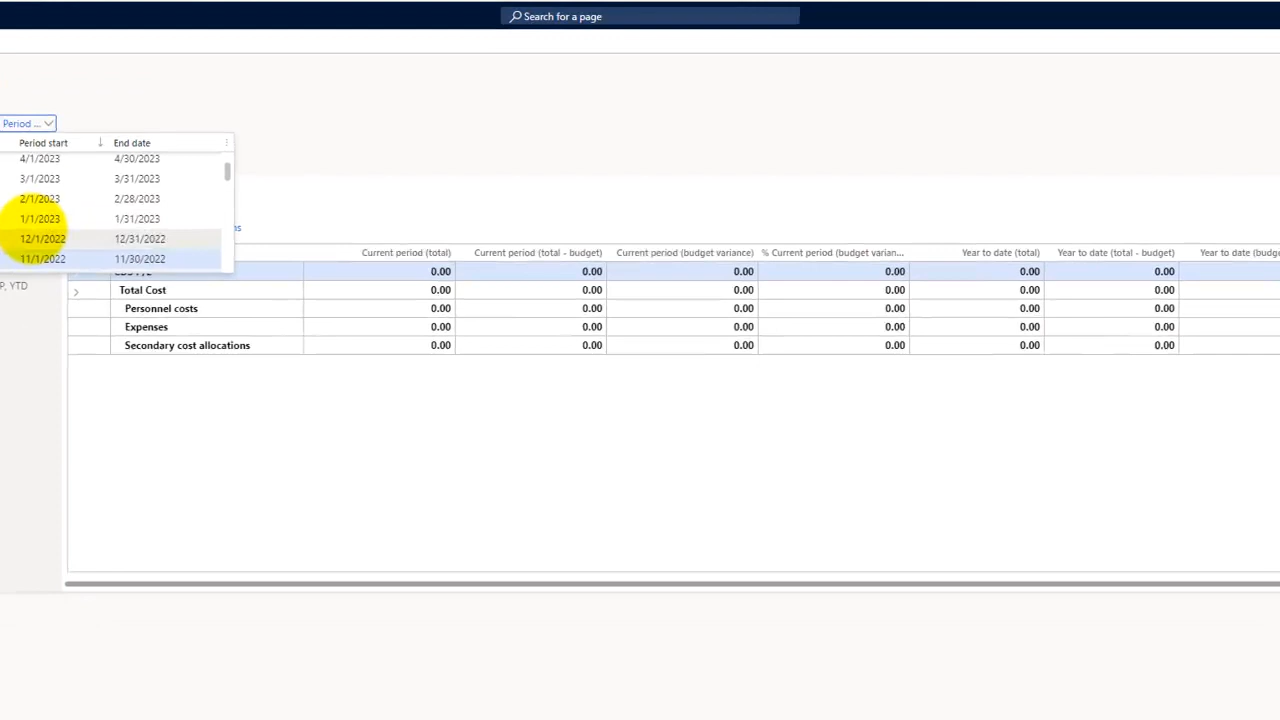 Search for a page
Period ...
Period start ↓ End date
4/1/2023 4/30/2023
3/1/2023 3/31/2023
2/1/2023 2/28/2023
1/1/2023 1/31/2023
12/1/2022 12/31/2022
11/1/2022 11/30/2022
P, YTD
Current period (total) Current period (total - budget) Current period (budget variance) % Current period (budget varian... Year to date (total) Year to date (total - budget) Year to date (budge
0.00 0.00 0.00 0.00 0.00 0.00
Total Cost 0.00 0.00 0.00 0.00 0.00 0.00
Personnel costs 0.00 0.00 0.00 0.00 0.00 0.00
Expenses 0.00 0.00 0.00 0.00 0.00 0.00
Secondary cost allocations 0.00 0.00 0.00 0.00 0.00 0.00